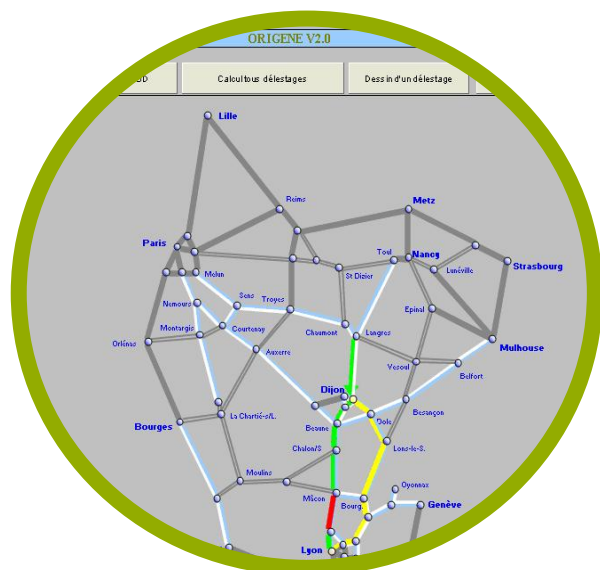 ORIGENE V2.0
OD
Calcul tous délestages
Dessin d'un délestage
Lille
Reims
Metz
Paris
Toul
Nancy
Lunéville
Strasbourg
St Dizier
Melun
Nemours
Sens
Troyes
Epinal
Montargis
Courtenay
Chaumont
Langres
Orléans
Auxerre
Mulhouse
Vesoul
Belfort
Dijon
Besançon
Bourges
La Chartié-s/L.
Beaune
Dole
Chalon/S
Lons-le-S.
Moulins
Oyonnax
Mâcon
Bourg.
Genève
Lyon